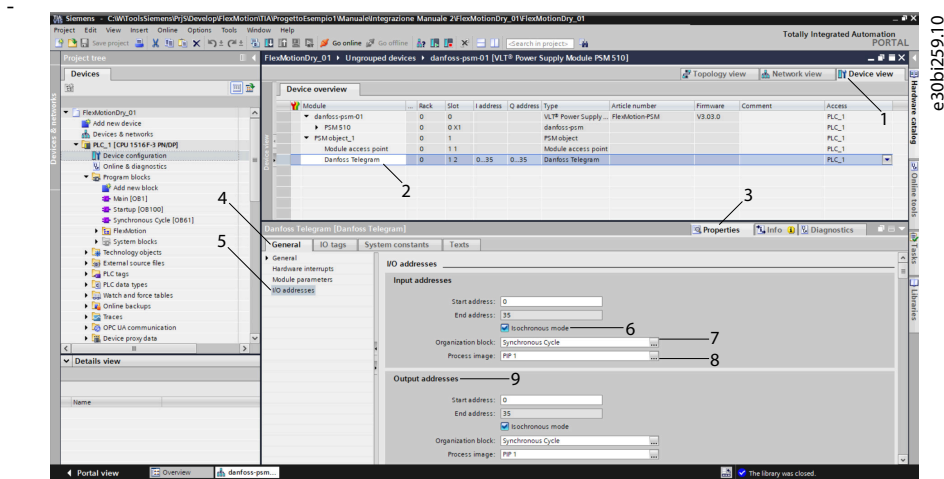 -
Siemens - C:\WiToolsSiemens\Prjs\Develop\FlexMotion\TIA\ProgettoEsempio1\Manuale\Integrazione Manuale 2\FlexMotionDry_01\FlexMotionDry_01
Project Edit View Insert Online Options Tools Window Help
Totally Integrated Automation
PORTAL
Save project Go online Go offline <Search in project>
Project tree
FlexMotionDry_01 Ungrouped devices danfoss-psm-01 [VLT® Power Supply Module PSM510]
Devices
Topology view Network view Device view
Device overview
Module ... Rack Slot I address Q address Type Article number Firmware Comment Access
danfoss-psm-01 0 0 VLT® Power Supply ... FlexMotion-PSM V3.03.0 PLC_1
PSM510 0 0 X1 danfoss-psm PLC_1
PSM object_1 0 1 PSM object PLC_1
Module access point 0 1 1 Module access point PLC_1
Danfoss Telegram 0 1 2 0...35 0...35 Danfoss Telegram PLC_1
FlexMotionDry_01
Add new device
Devices & networks
PLC_1 [CPU 1516F-3 PN/DP]
Device configuration
Online & diagnostics
Program blocks
Add new block
Main [OB1]
Startup [OB100]
Synchronous Cycle [OB61]
FlexMotion
System blocks
Technology objects
External source files
PLC tags
PLC data types
Watch and force tables
Online backups
Traces
OPC UA communication
Device proxy data
Details view
Name
Danfoss Telegram [Danfoss Telegram]
Properties Info Diagnostics
General IO tags System constants Texts
General
Hardware interrupts
Module parameters
I/O addresses
I/O addresses
Input addresses
Start address: 0
End address: 35
Isochronous mode
Organization block: Synchronous Cycle
Process image: PIP 1
Output addresses
Start address: 0
End address: 35
Isochronous mode
Organization block: Synchronous Cycle
Process image: PIP 1
1
2
3
4
5
6
7
8
9
Devices & networks
Device view
Hardware catalog
Online tools
Tasks
Libraries
Portal view Overview danfoss-psm...
The library was closed.
e30bi259.10